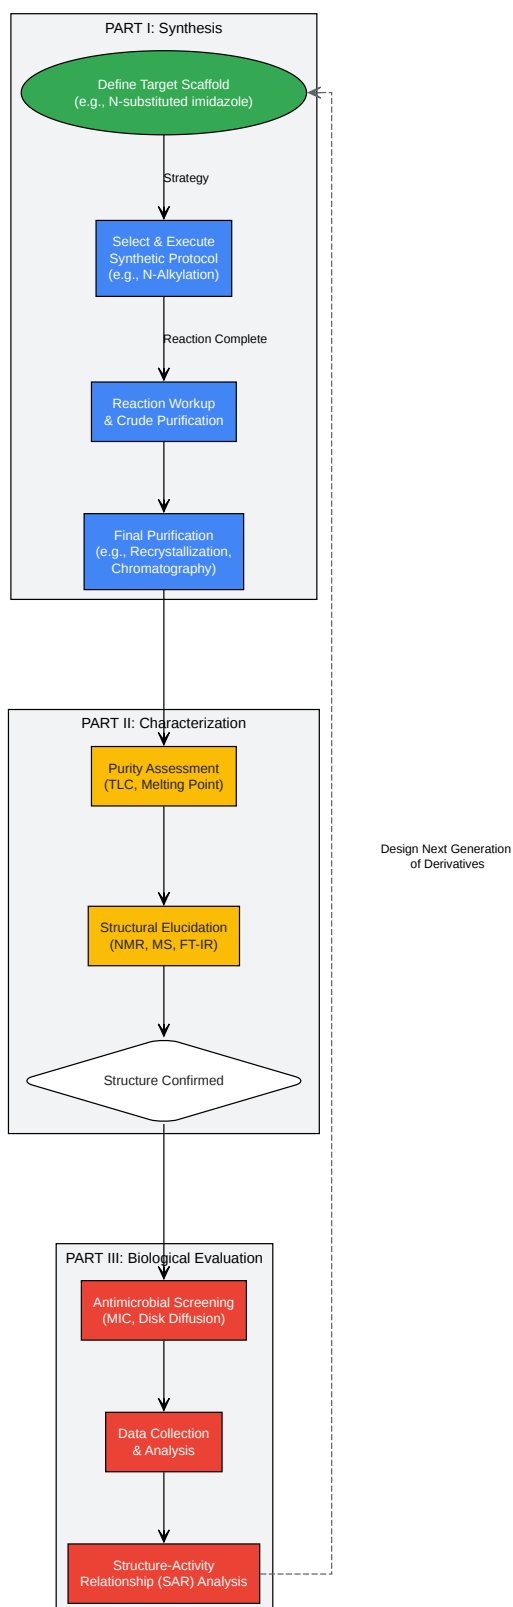 PART I: Synthesis
Define Target Scaffold
(e.g., N-substituted imidazole)
Strategy
Select & Execute
Synthetic Protocol
(e.g., N-Alkylation)
Reaction Complete
Reaction Workup
& Crude Purification
Final Purification
(e.g., Recrystallization,
Chromatography)
PART II: Characterization
Purity Assessment
(TLC, Melting Point)
Design Next Generation
of Derivatives
Structural Elucidation
(NMR, MS, FT-IR)
Structure Confirmed
PART III: Biological Evaluation
Antimicrobial Screening
(MIC, Disk Diffusion)
Data Collection
& Analysis
Structure-Activity
Relationship (SAR) Analysis